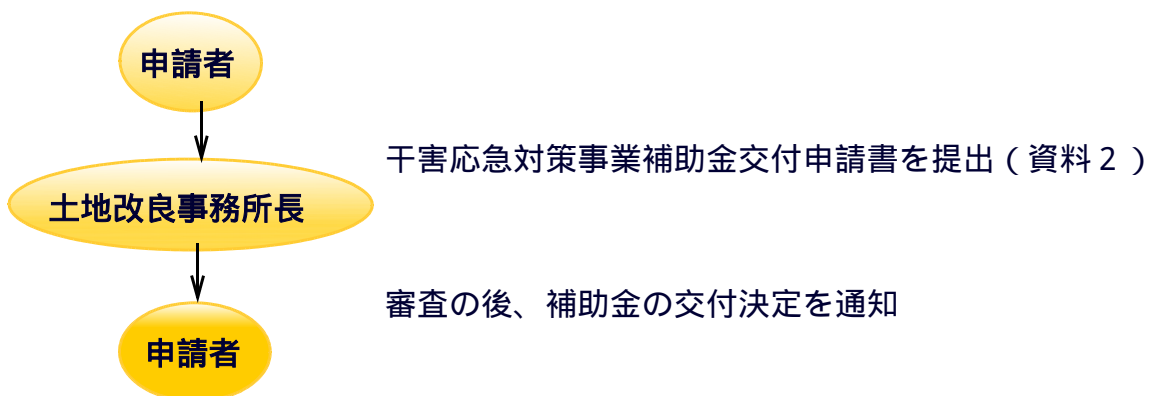 申請者
干害応急対策事業補助金交付申請書を提出（資料２）
土地改良事務所長
審査の後、補助金の交付決定を通知
申請者